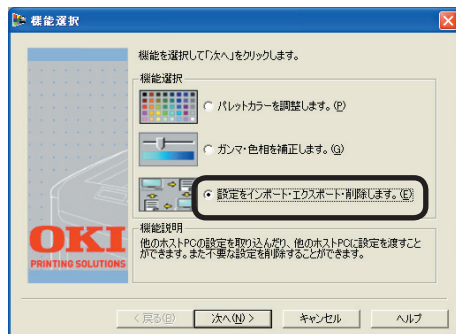 機能選択
機能を選択して「次へ」をクリックします。
機能選択
パレットカラーを調整します。(P)
ガンマ・色相を補正します。(G)
設定をインポート・エクスポート・削除します。(E)
機能説明
他のホストPCの設定を取り込んだり、他のホストPCに設定を渡すこと
ができます。また不要な設定を削除することができます。
OKI
PRINTING SOLUTIONS
< 戻る(B)
次へ(N) >
キャンセル
ヘルプ